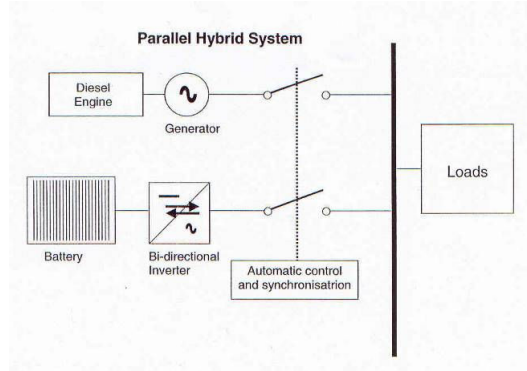 Parallel Hybrid System
Diesel
Engine
Generator
Loads
Battery
Bi-directional
Inverter
Automatic control
and synchronisatrion